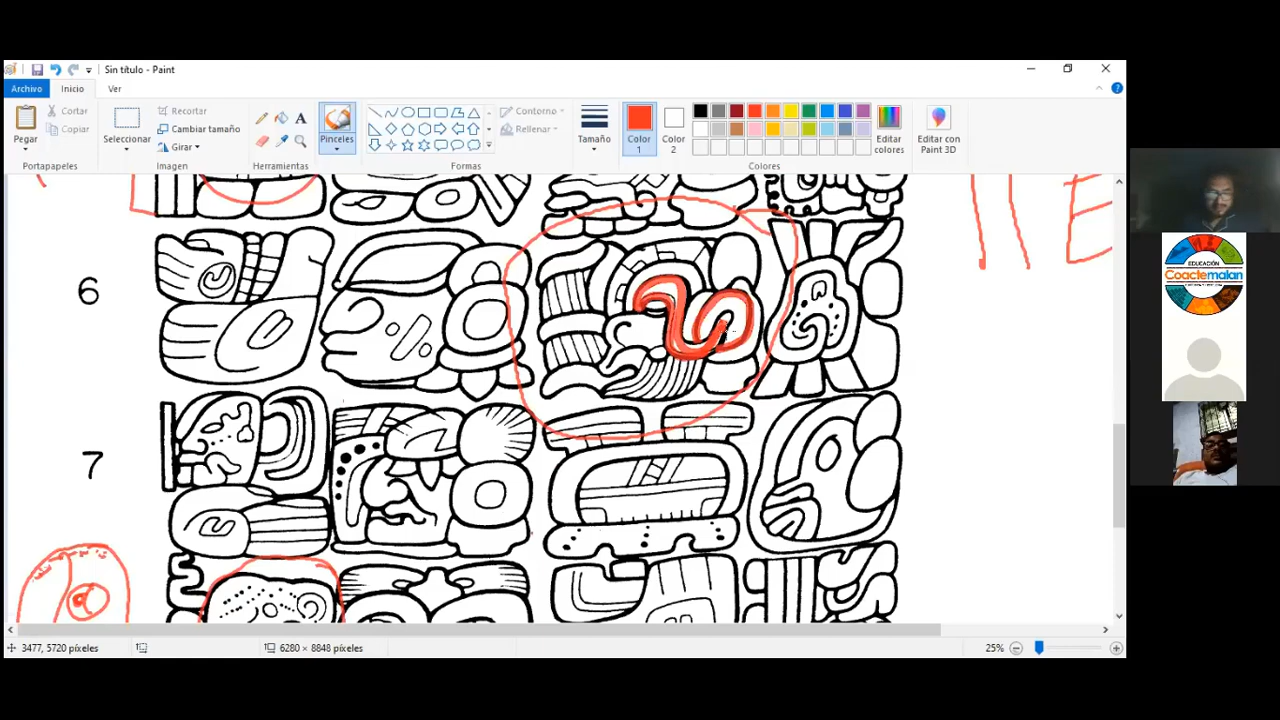 Sin título - Paint
Archivo Inicio Ver
Pegar
Cortar
Copiar
Portapapeles
Seleccionar
Recortar
Cambiar tamaño
Girar
Imagen
A
Herramientas
Pinceles
Contorno
Rellenar
Formas
Tamaño
Color 1
Color 2
Editar colores
Colores
Editar con Paint 3D
6
7
EDUCACIÓN
Coactemalan
3477, 5720 píxeles
6280 × 8848 píxeles
25%